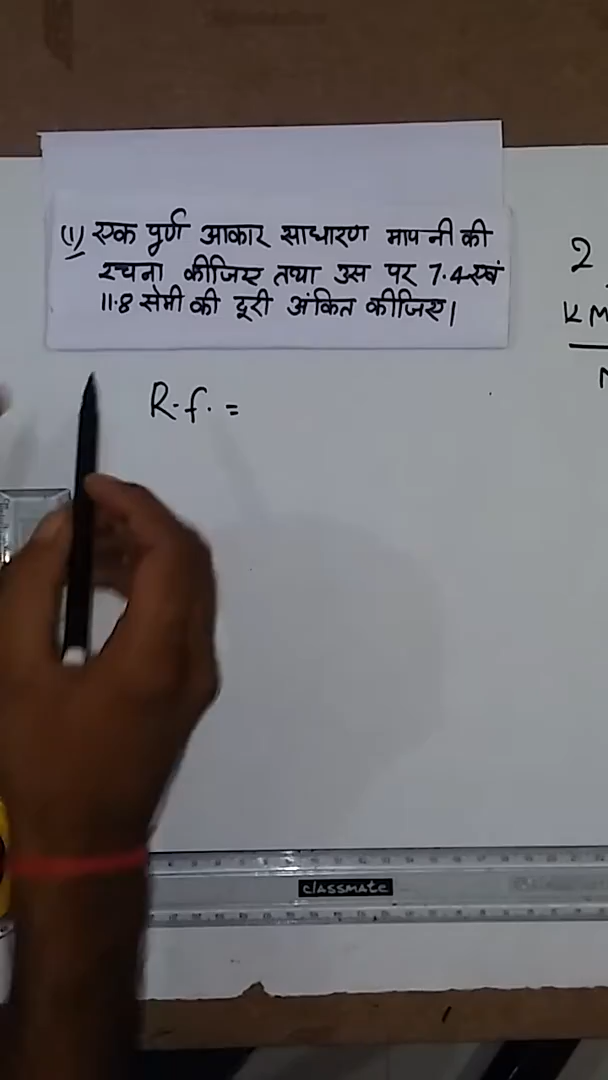 (1) एक पूर्ण आकार साधारण मापनी की
रचना कीजिए तथा उस पर 7.4 एवं
11.8 सेमी की दूरी अंकित कीजिए।
R.f. =
2
KM
classmate